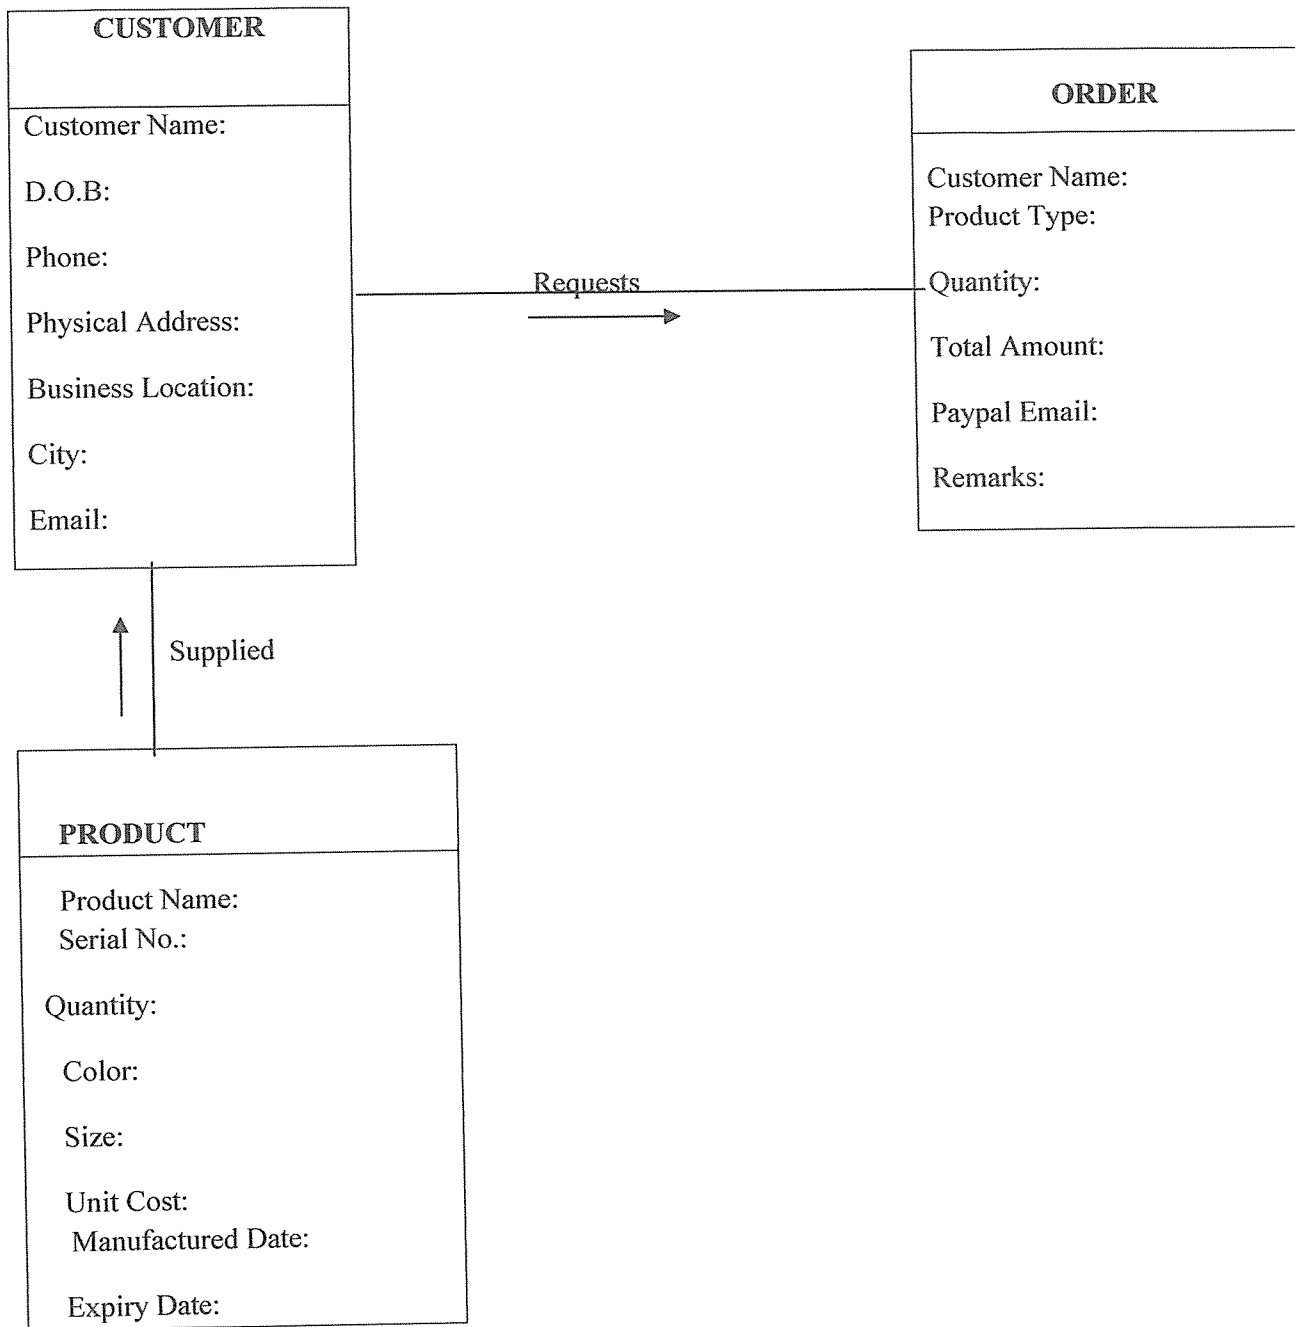 CUSTOMER
Customer Name:
D.O.B:
Phone:
Physical Address:
Business Location:
City:
Email:
Requests
ORDER
Customer Name:
Product Type:
Quantity:
Total Amount:
Paypal Email:
Remarks:
Supplied
PRODUCT
Product Name:
Serial No.:
Quantity:
Color:
Size:
Unit Cost:
Manufactured Date:
Expiry Date: